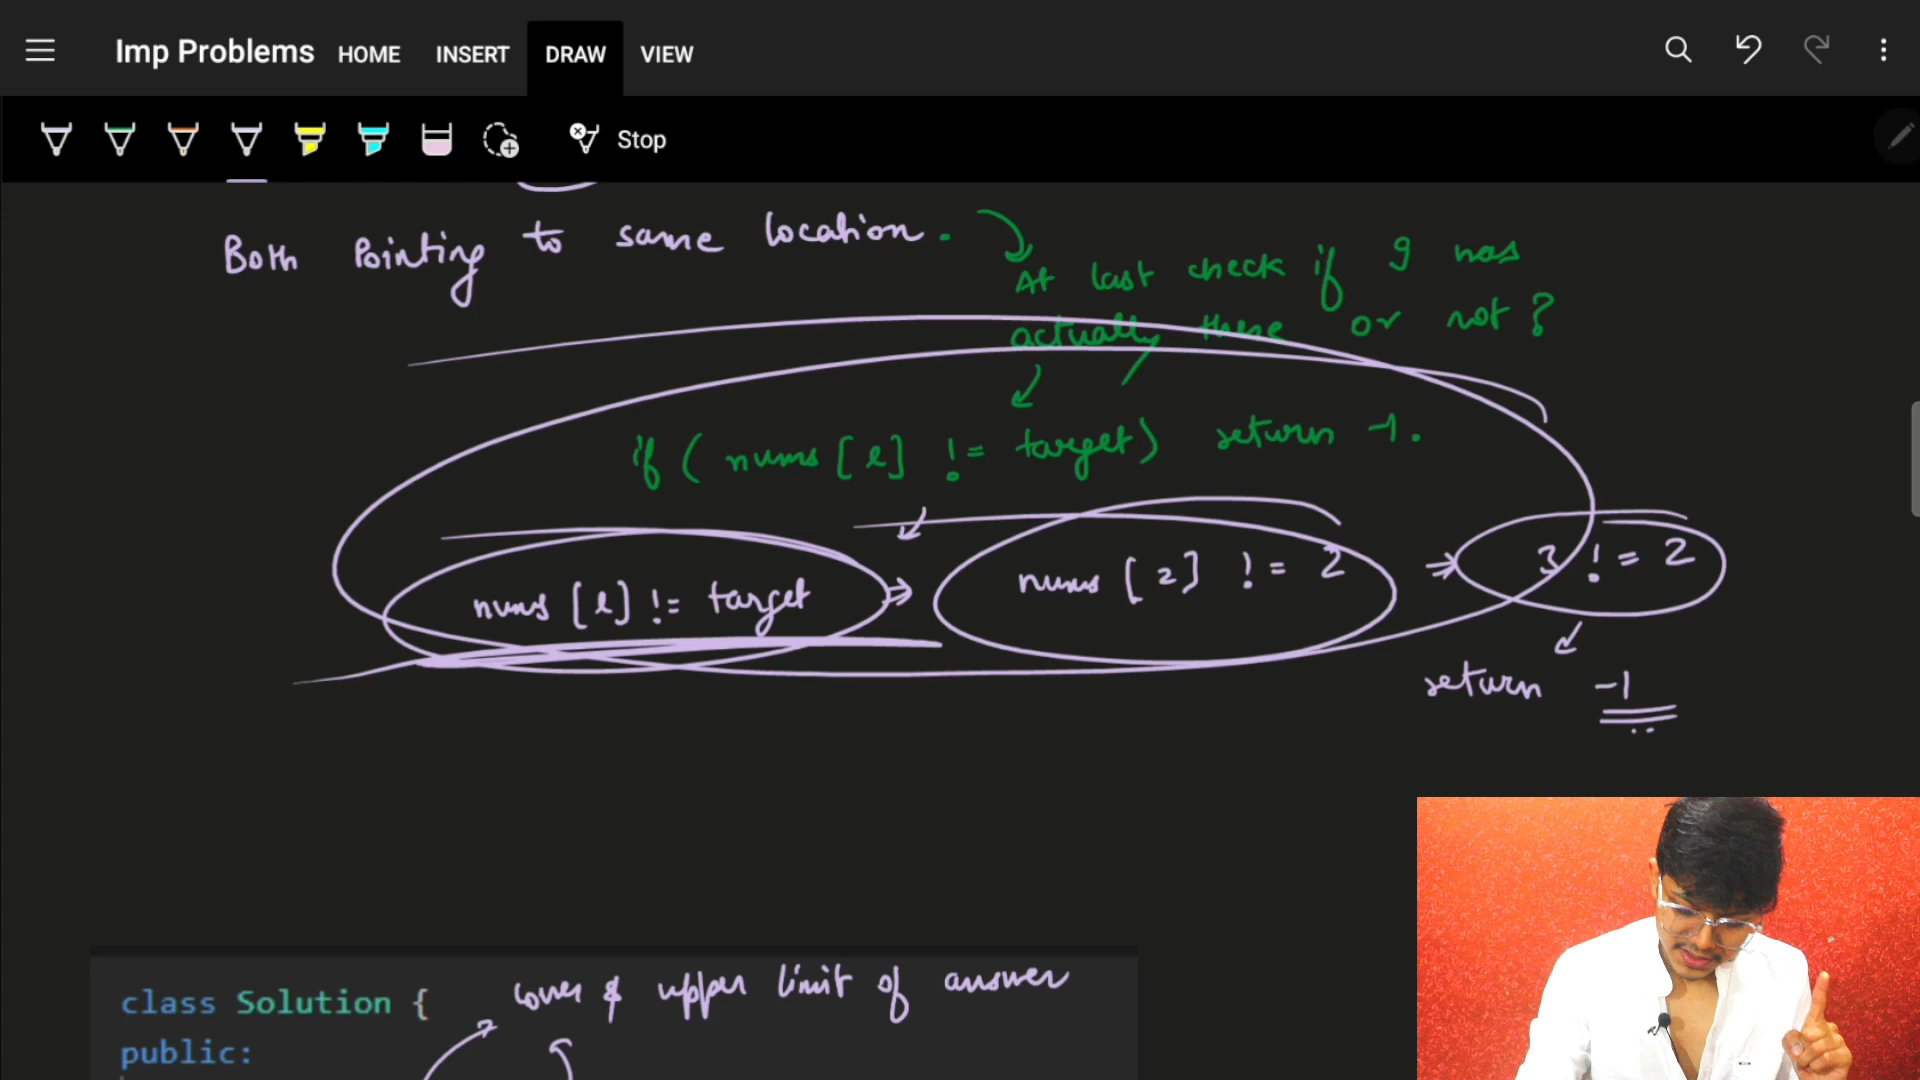 Imp Problems HOME INSERT DRAW VIEW
Stop
Both Pointing to same location.
At last check if I was
actually there or not?
if ( nums [l] != target) return -1.
nums [l] != target ⇒ nums [2] != 2 ⇒ 3 != 2
return -1
class Solution {
lower & upper limit of answer
public: